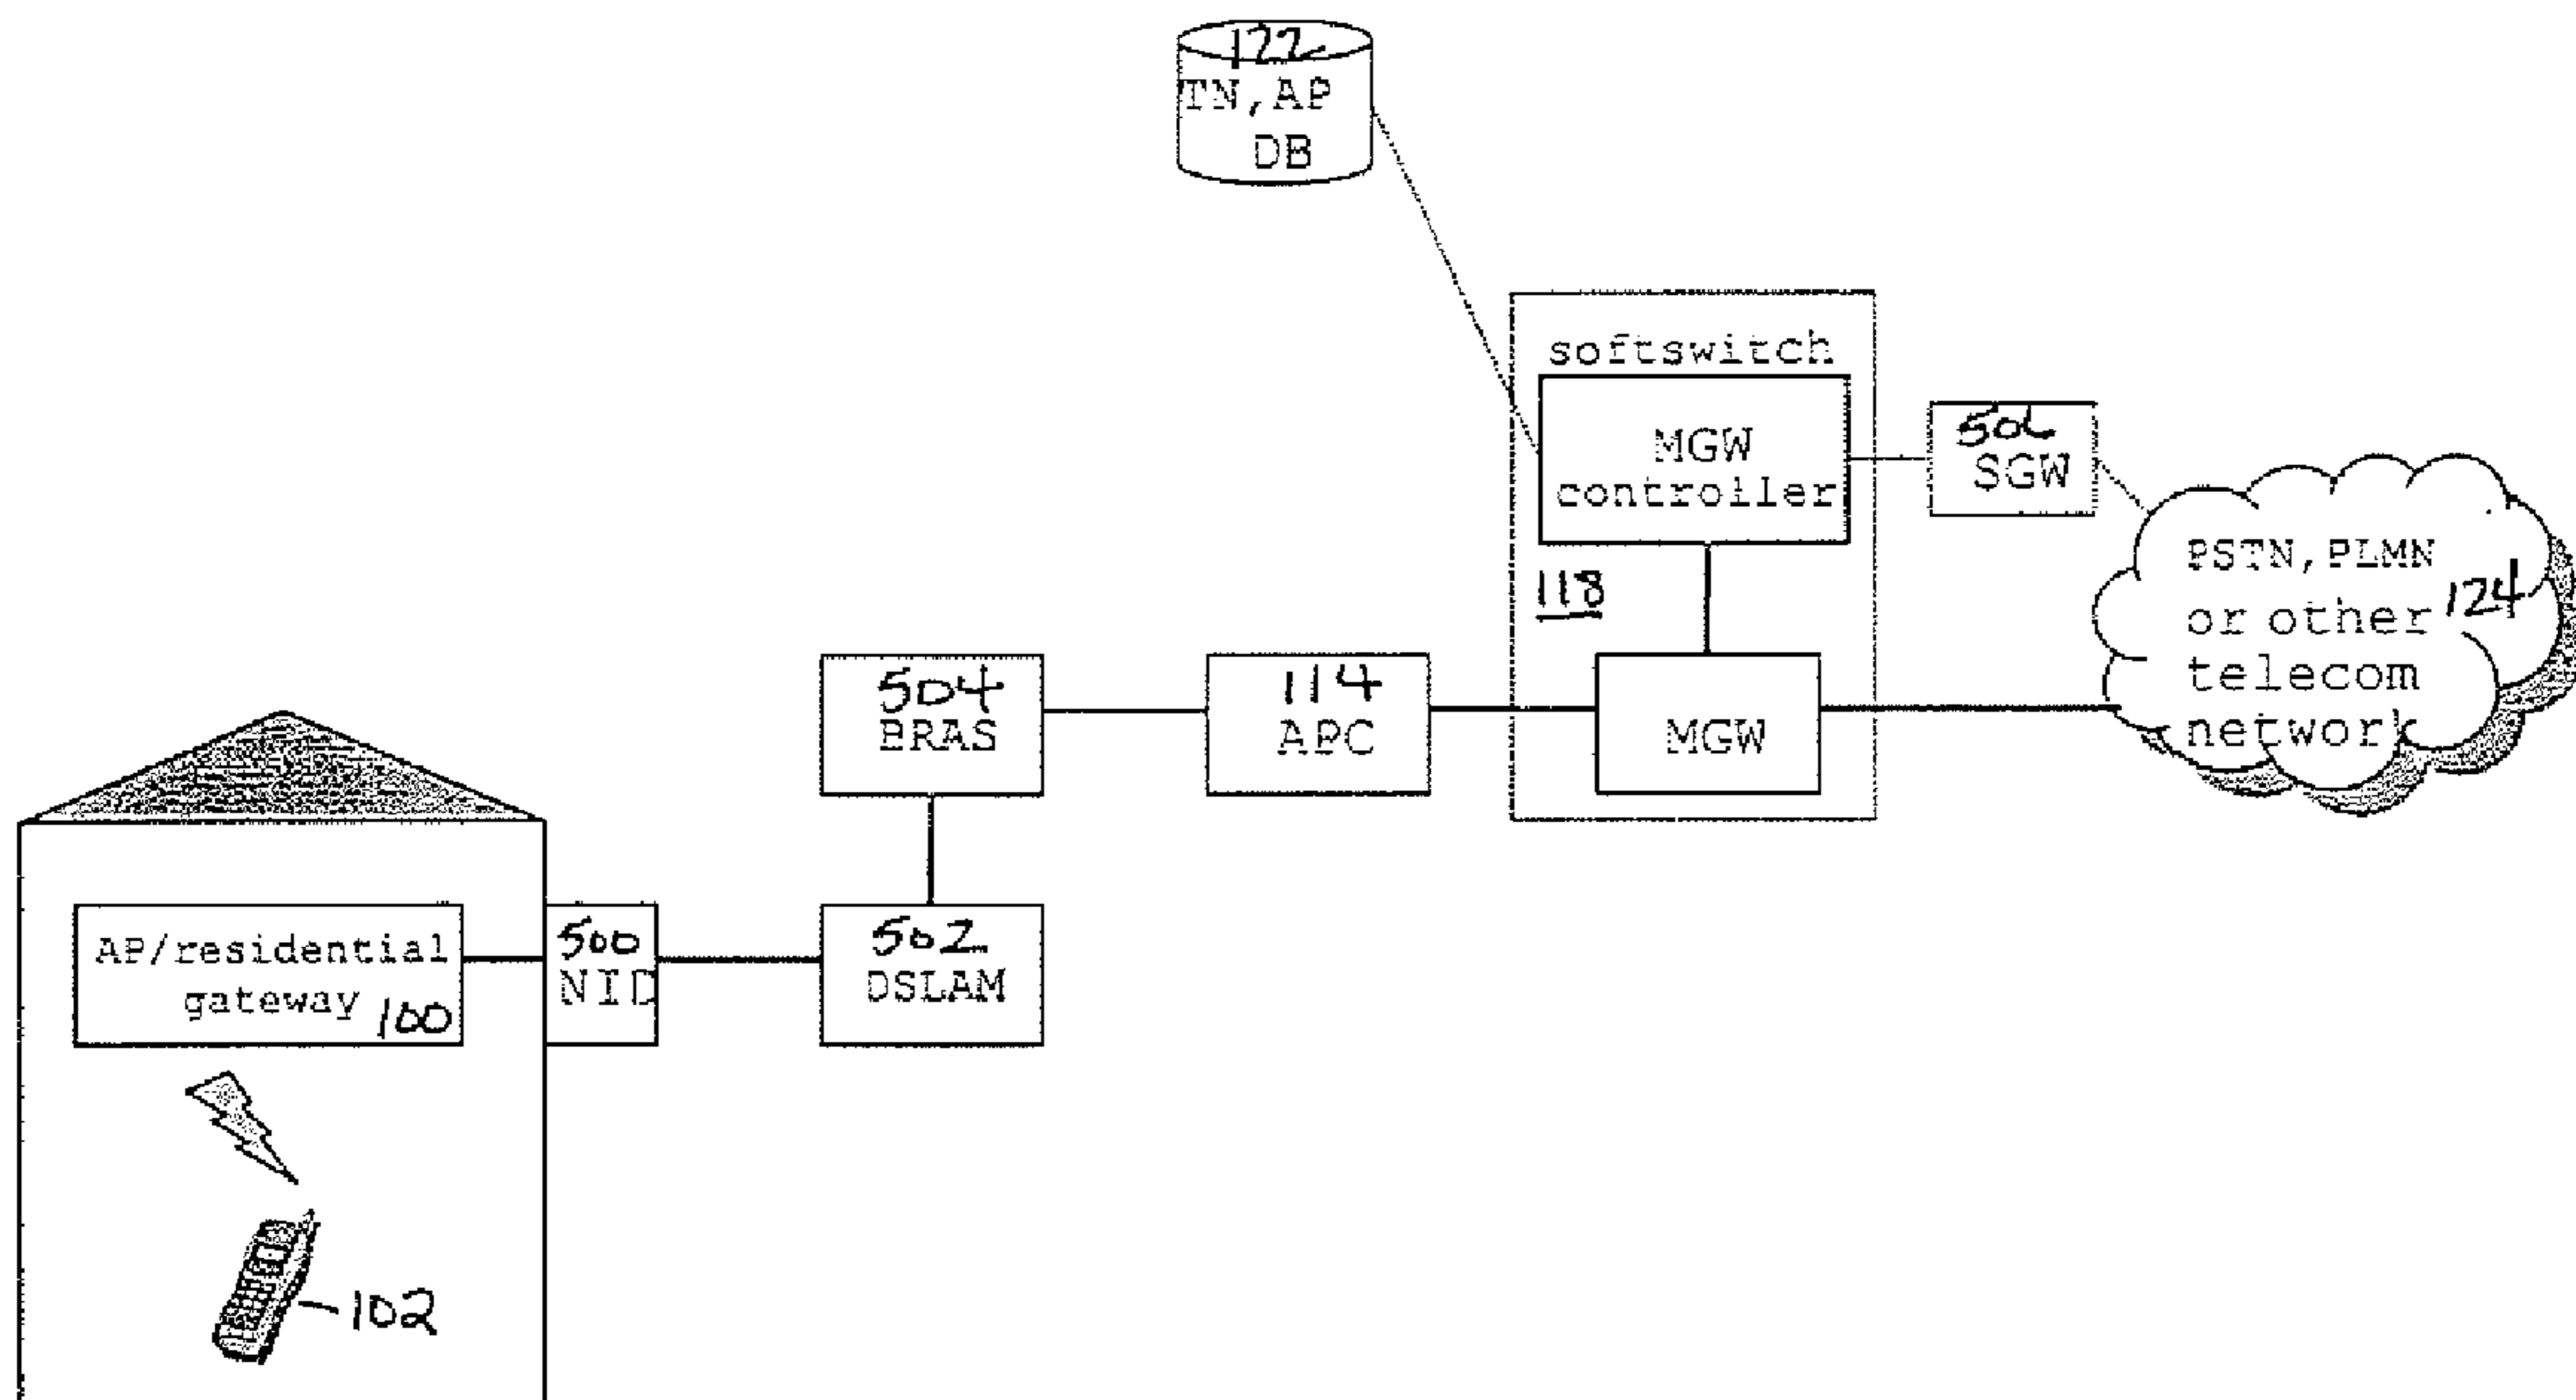 122
TN,AP
DB
softswitch
MGW
controller
506
SGW
PSTN,PLMN
or other 124
telecom
network
118
504
BRAS
114
APC
MGW
AP/residential
gateway 100
500
NID
502
DSLAM
102